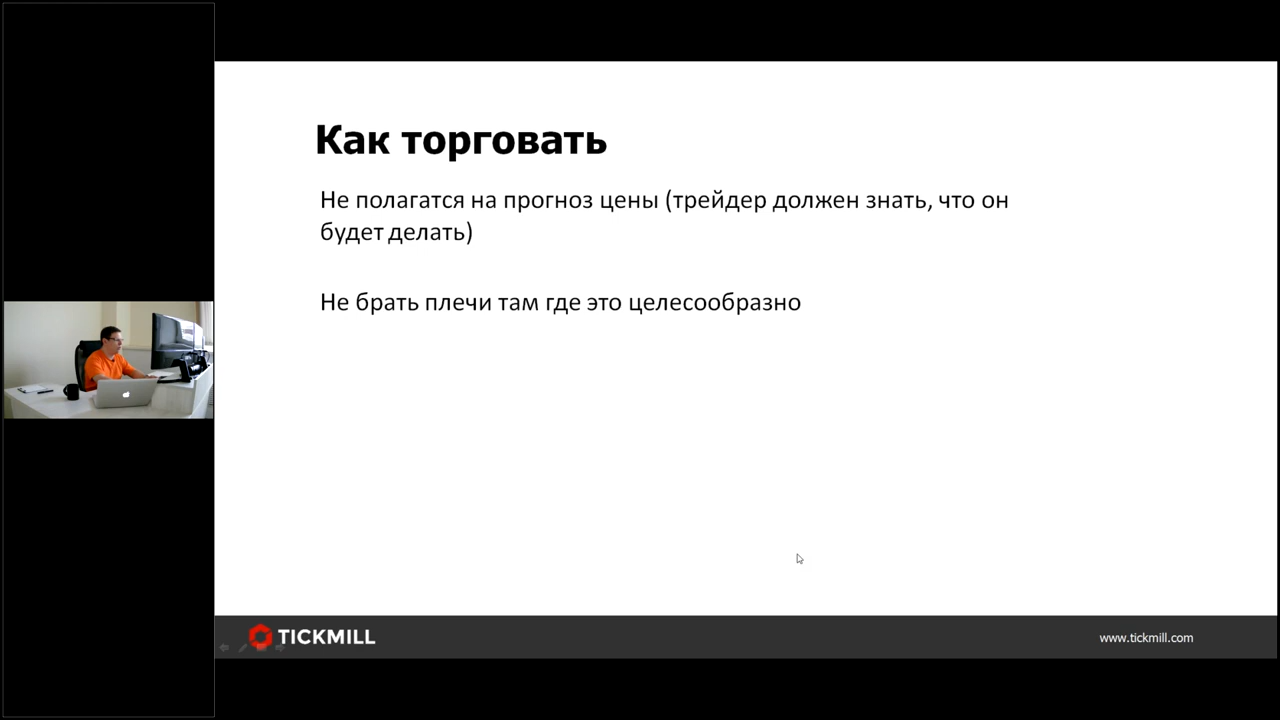 Как торговать
Не полагатся на прогноз цены (трейдер должен знать, что он
будет делать)
Не брать плечи там где это целесообразно
TICKMILL
www.tickmill.com